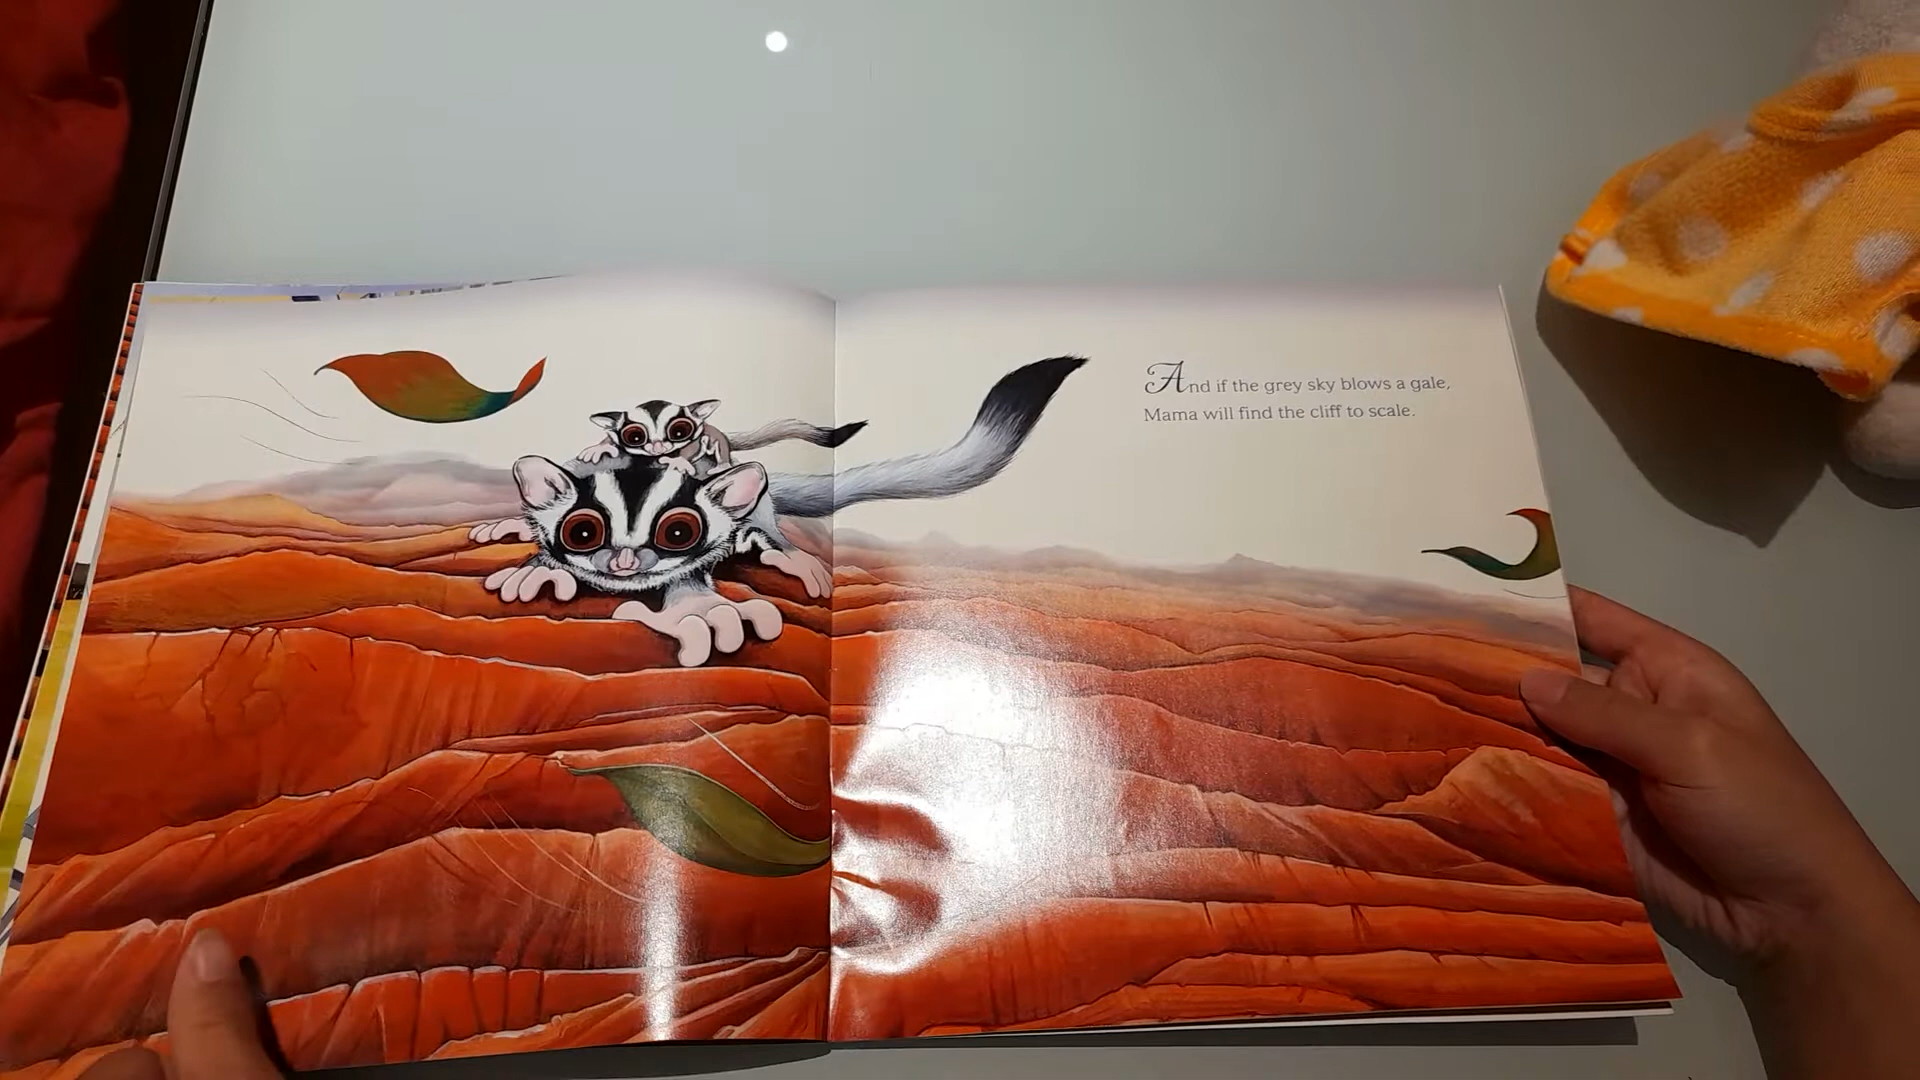 And if the grey sky blows a gale,
Mama will find the cliff to scale.